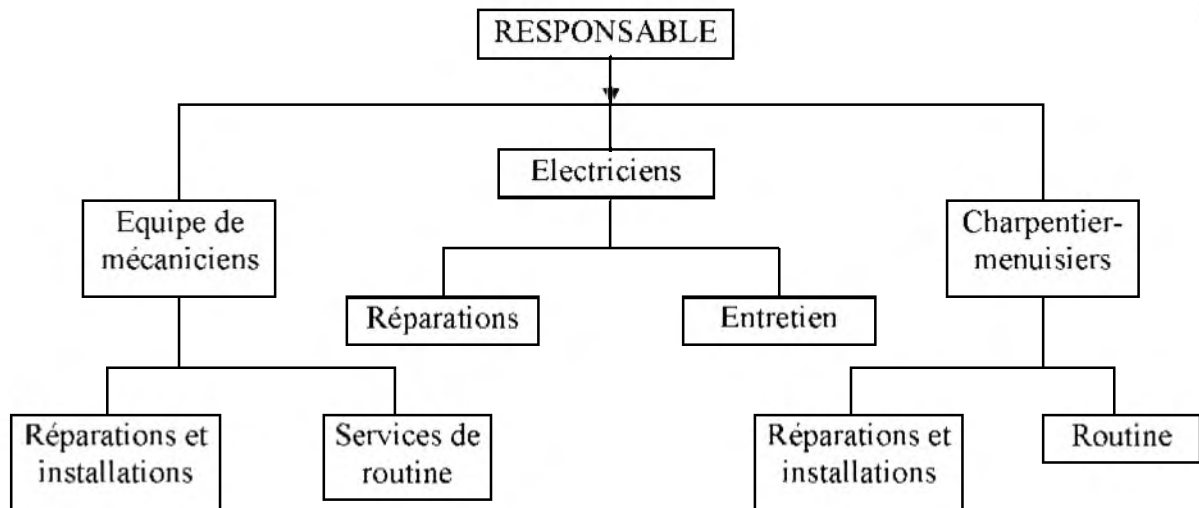 RESPONSABLE
Electriciens
Equipe de
mécaniciens
Charpentier-
menuisiers
Réparations
Entretien
Réparations et
installations
Services de
routine
Réparations et
installations
Routine